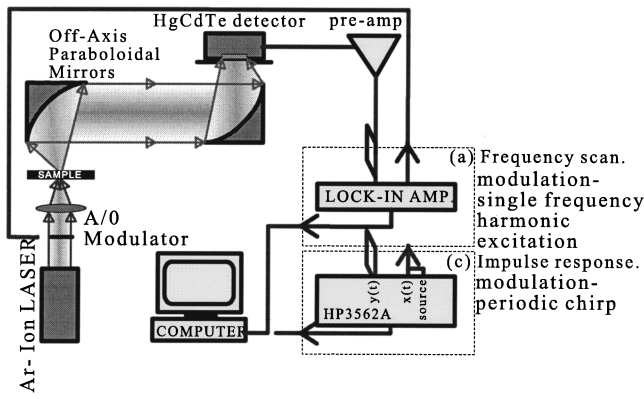 HgCdTe detector
pre-amp
Off-Axis
Paraboloidal
Mirrors
SAMPLE
A/0
Modulator
Ar- Ion LASER
(a) Frequency scan.
modulation-
single frequency
harmonic
excitation
LOCK-IN AMP.
(c) Impulse response.
modulation-
periodic chirp
y(t)
x(t)
source
HP3562A
COMPUTER